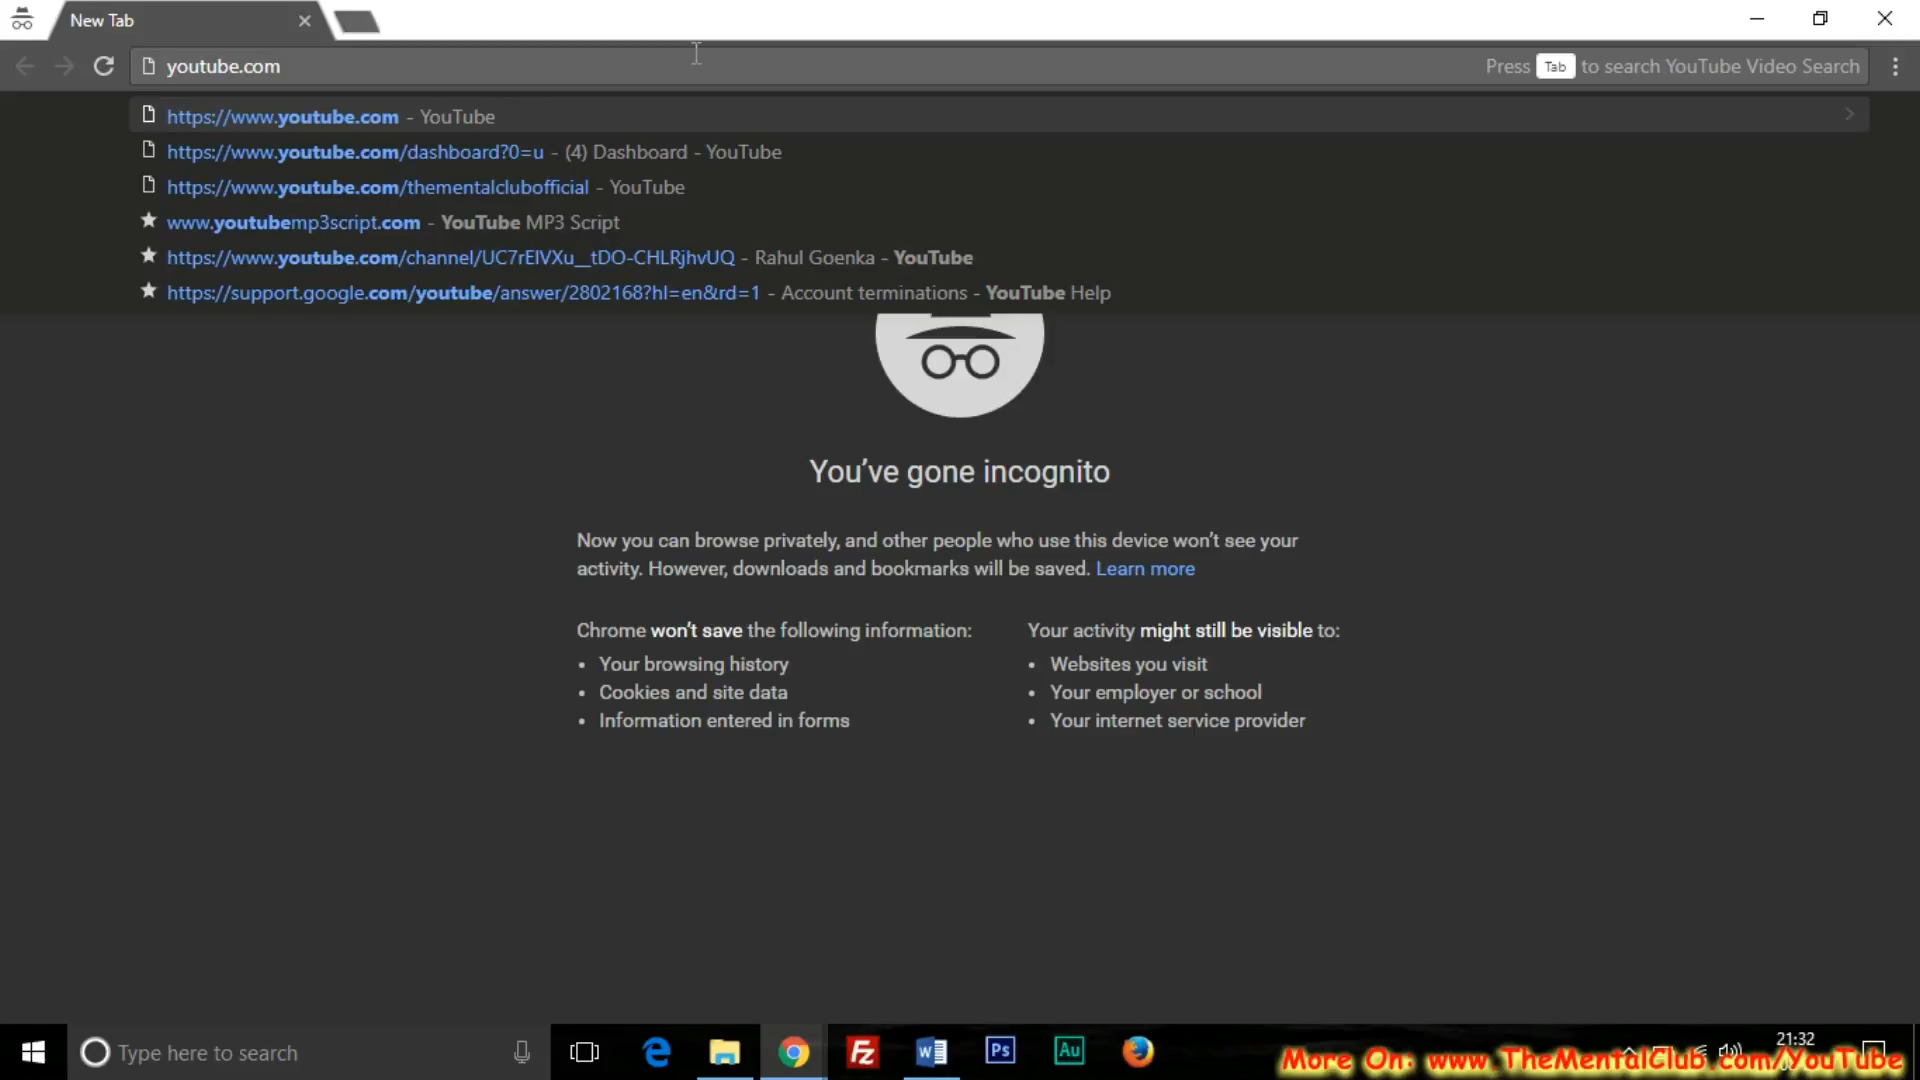 New Tab
youtube.com
Press Tab to search YouTube Video Search
https://www.youtube.com - YouTube
https://www.youtube.com/dashboard?0=u - (4) Dashboard - YouTube
https://www.youtube.com/thementalclubofficial - YouTube
www.youtubemp3script.com - YouTube MP3 Script
https://www.youtube.com/channel/UC7rElVXu__tDO-CHLRjhvUQ - Rahul Goenka - YouTube
https://support.google.com/youtube/answer/2802168?hl=en&rd=1 - Account terminations - YouTube Help
You’ve gone incognito
Now you can browse privately, and other people who use this device won’t see your
activity. However, downloads and bookmarks will be saved. Learn more
Chrome won’t save the following information:
• Your browsing history
• Cookies and site data
• Information entered in forms
Your activity might still be visible to:
• Websites you visit
• Your employer or school
• Your internet service provider
Type here to search
Fz
W
Ps
Au
21:32
More On: www.TheMentalClub.com/YouTube